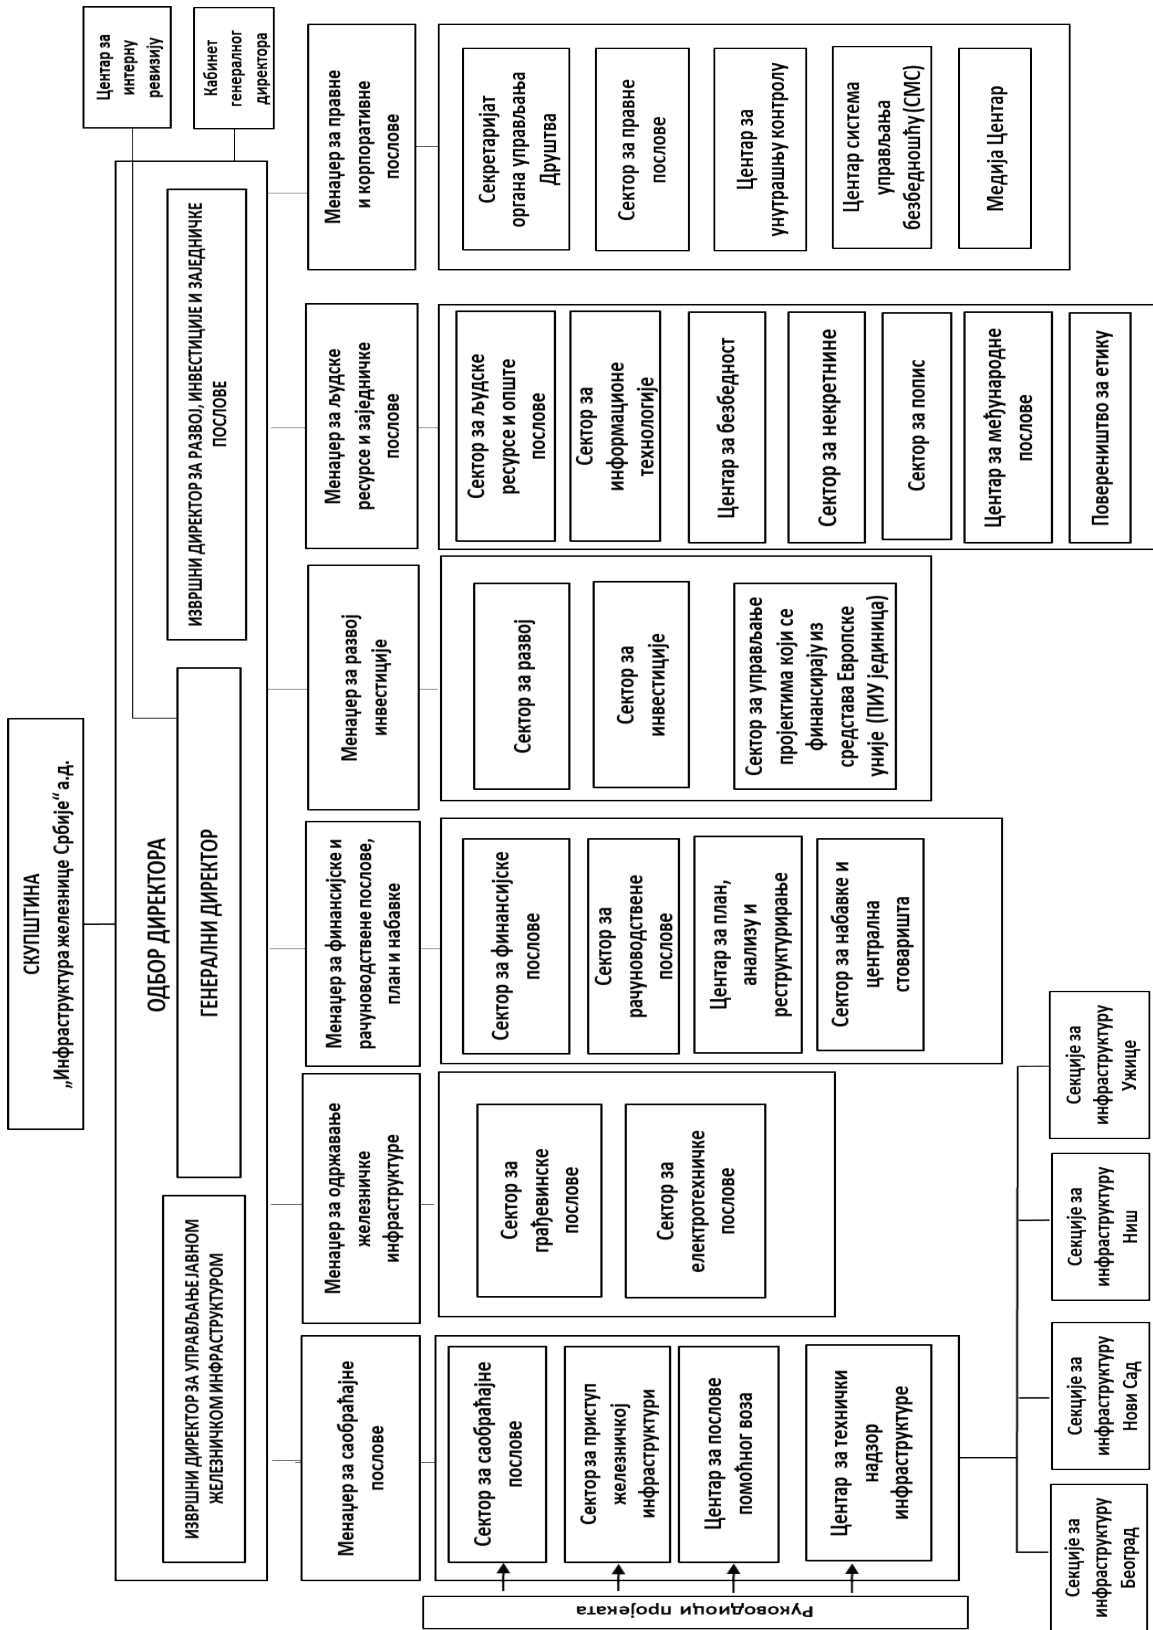 СКУПШТИНА
„Инфраструктура железнице Србије“ а.д.
Центар за
интерну
ревизију
Кабинет
генералног
директора
ОДБОР ДИРЕКТОРА
ИЗВРШНИ ДИРЕКТОР ЗА УПРАВЉАЊЕ ЈАВНОМ
ЖЕЛЕЗНИЧКОМ ИНФРАСТРУКТУРОМ
ГЕНЕРАЛНИ ДИРЕКТОР
ИЗВРШНИ ДИРЕКТОР ЗА РАЗВОЈ, ИНВЕСТИЦИЈЕ И ЗАЈЕДНИЧКЕ
ПОСЛОВЕ
Менаџер за саобраћајне
послове
Менаџер за одржавање
железничке
инфраструктуре
Менаџер за финансијске и
рачуноводствене послове,
план и набавке
Менаџер за развој
инвестиције
Менаџер за људске
ресурсе и заједничке
послове
Менаџер за правне
и корпоративне
послове
Руководиоци пројеката
Сектор за саобраћајне
послове
Сектор за приступ
железничкој
инфраструктури
Центар за послове
помоћног воза
Центар за технички
надзор
инфраструктуре
Сектор за
грађевинске
послове
Сектор за
електротехничке
послове
Сектор за финансијске
послове
Сектор за
рачуноводствене
послове
Центар за план,
анализу и
реструктурирање
Сектор за набавке и
централна
стоваришта
Сектор за развој
Сектор за
инвестиције
Сектор за управљање
пројектима који се
финансирају из
средстава Европске
уније (ПИУ јединица)
Сектор за људске
ресурсе и опште
послове
Сектор за
информационе
технологије
Центар за безбедност
Сектор за некретнине
Сектор за попис
Центар за међународне
послове
Повереништво за етику
Секретаријат
органа управљања
Друштва
Сектор за правне
послове
Центар за
унутрашњу контролу
Центар система
управљања
безбедношћу (СМС)
Медија Центар
Секције за
инфраструктуру
Београд
Секције за
инфраструктуру
Нови Сад
Секције за
инфраструктуру
Ниш
Секције за
инфраструктуру
Ужице